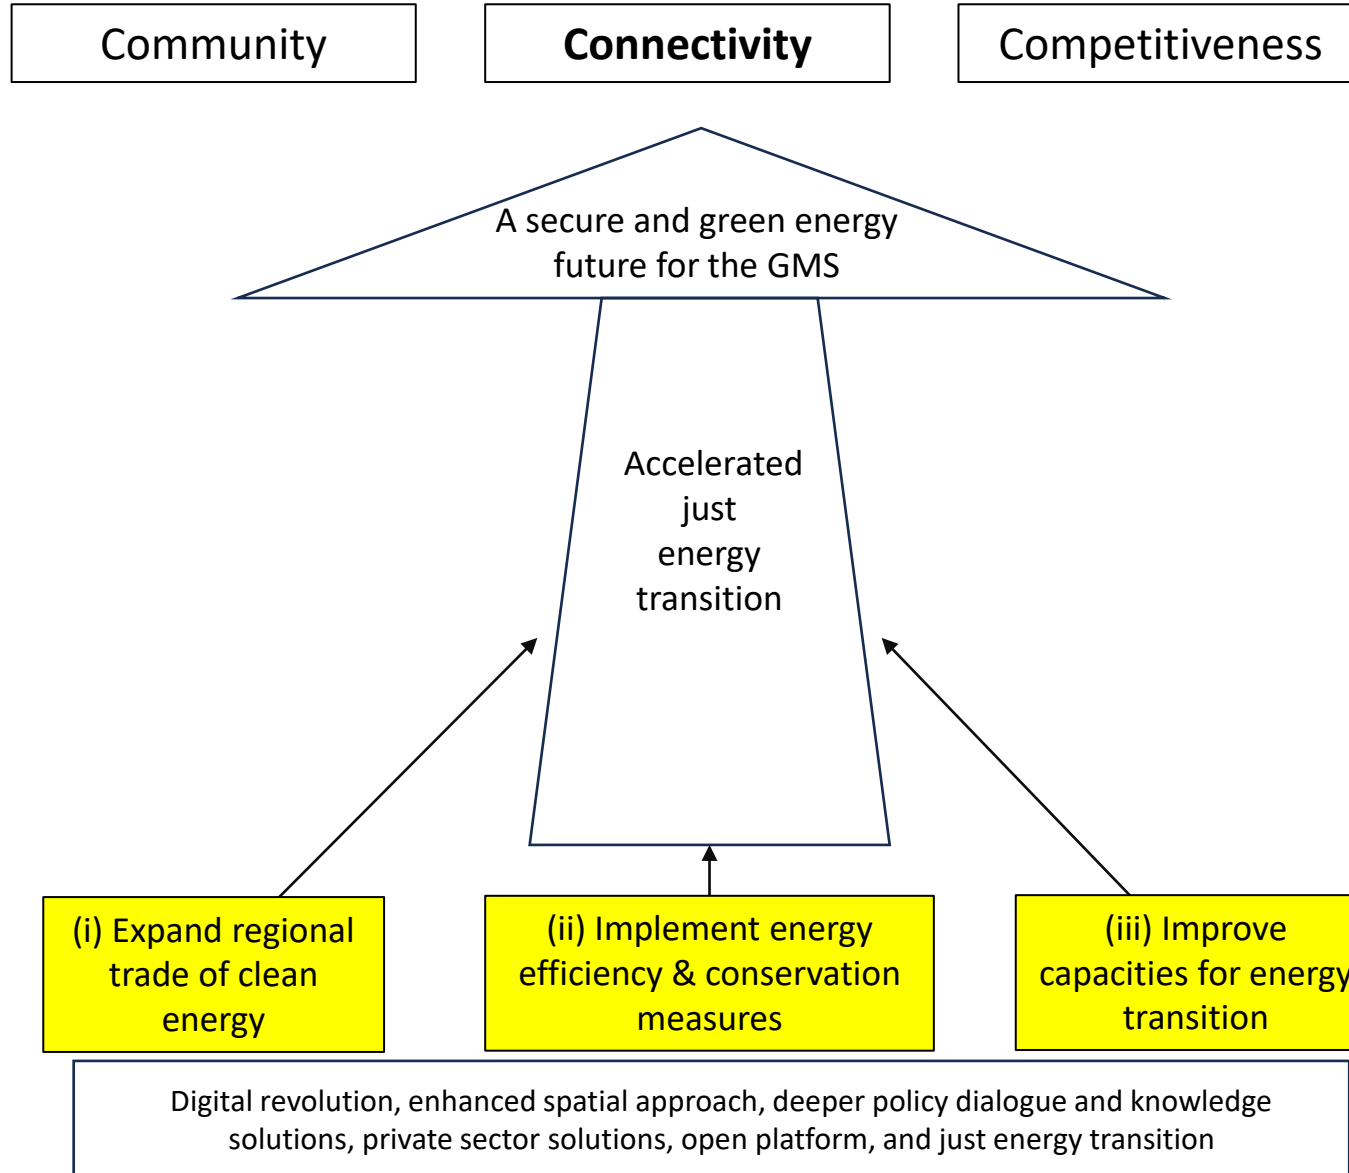 Community
Connectivity
Competitiveness
A secure and green energy
future for the GMS
Accelerated
just
energy
transition
(i) Expand regional
trade of clean
energy
(ii) Implement energy
efficiency & conservation
measures
(iii) Improve
capacities for energy
transition
Digital revolution, enhanced spatial approach, deeper policy dialogue and knowledge
solutions, private sector solutions, open platform, and just energy transition